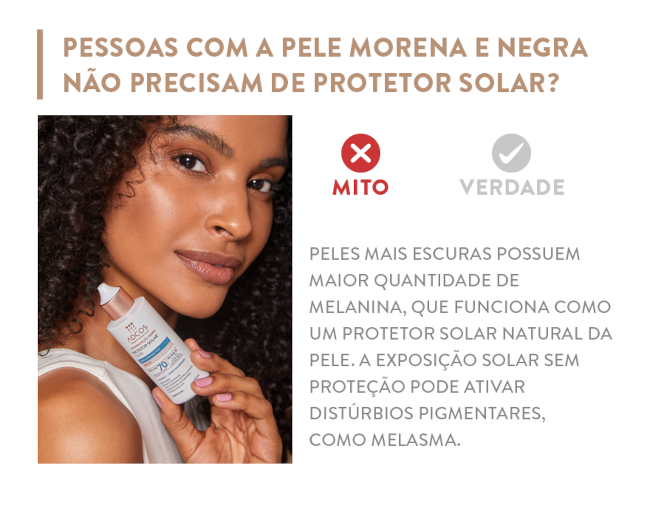 PESSOAS COM A PELE MORENA E NEGRA
NÃO PRECISAM DE PROTETOR SOLAR?
MITO
VERDADE
PELES MAIS ESCURAS POSSUEM
MAIOR QUANTIDADE DE
MELANINA, QUE FUNCIONA COMO
UM PROTETOR SOLAR NATURAL DA
PELE. A EXPOSIÇÃO SOLAR SEM
PROTEÇÃO PODE ATIVAR
DISTÚRBIOS PIGMENTARES,
COMO MELASMA.
ADCOS
PROTETOR SOLAR
70